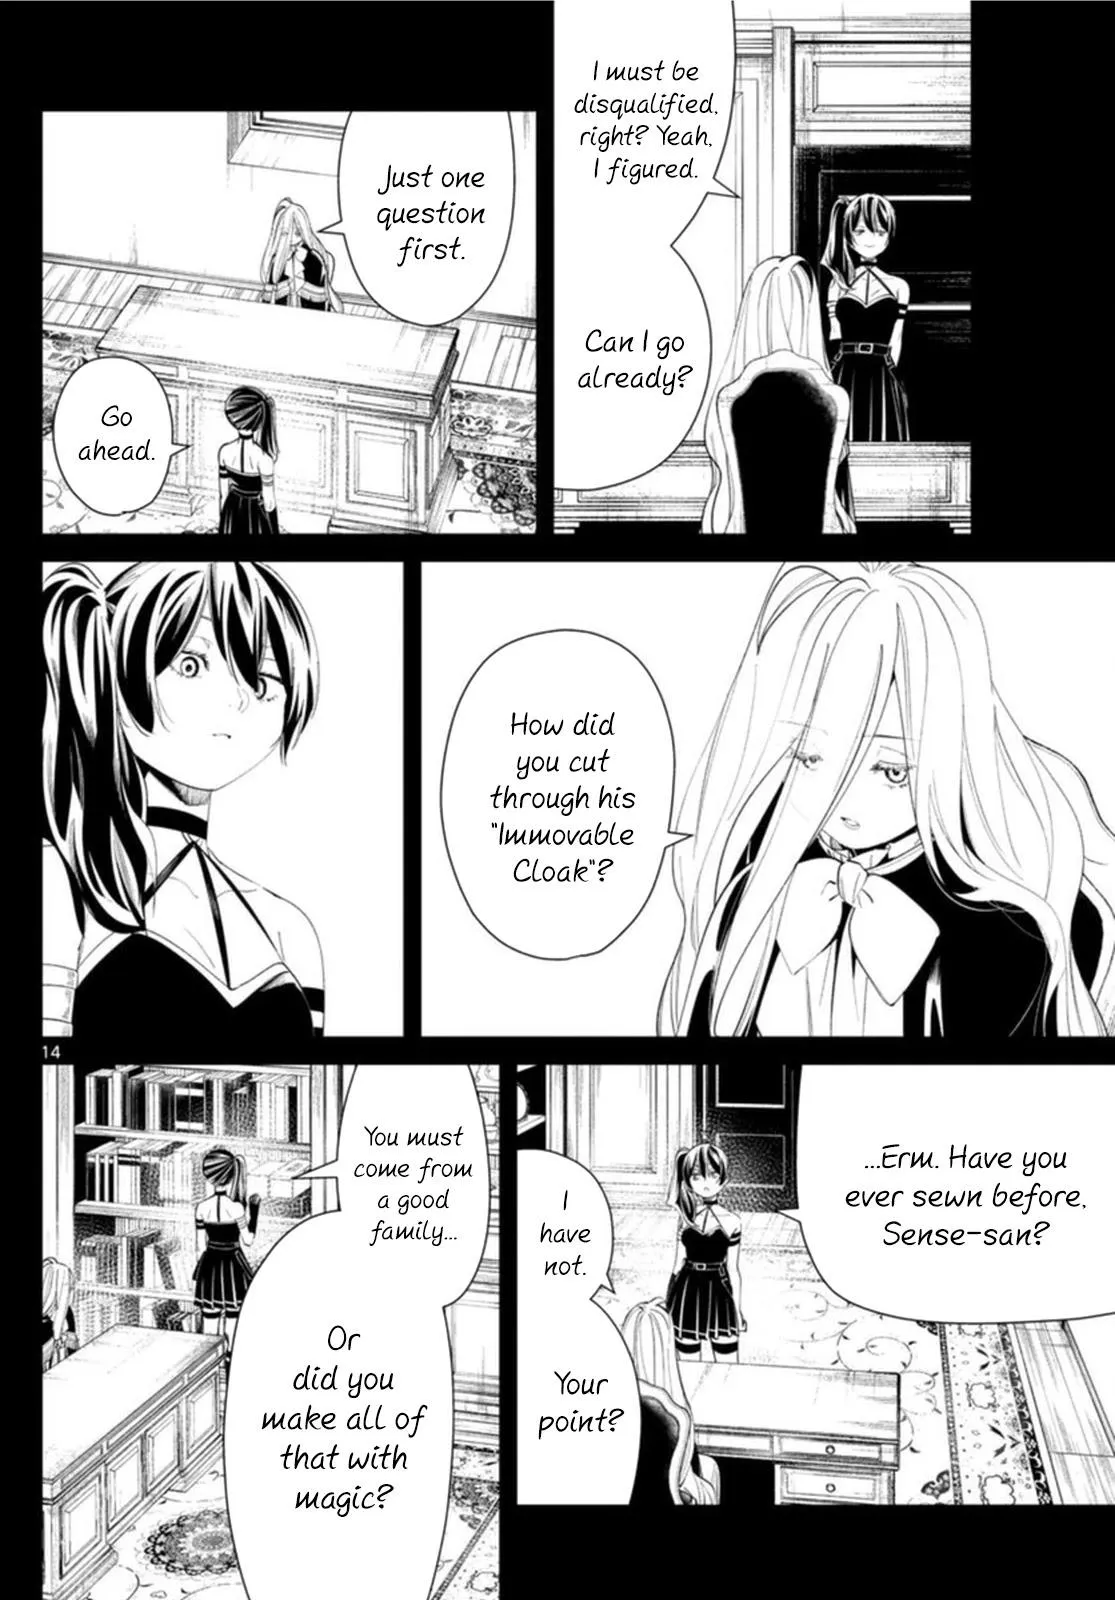 I must be
disqualified,
right? Yeah,
I figured.
Can I go
already?
Just one
question
first.
Go
ahead.
How did
you cut
through his
"Immovable
Cloak"?
14
...Erm. Have you
ever sewn before,
Sense-san?
I
have
not.
Your
point?
You must
come from
a good
family...
Or
did you
make all of
that with
magic?